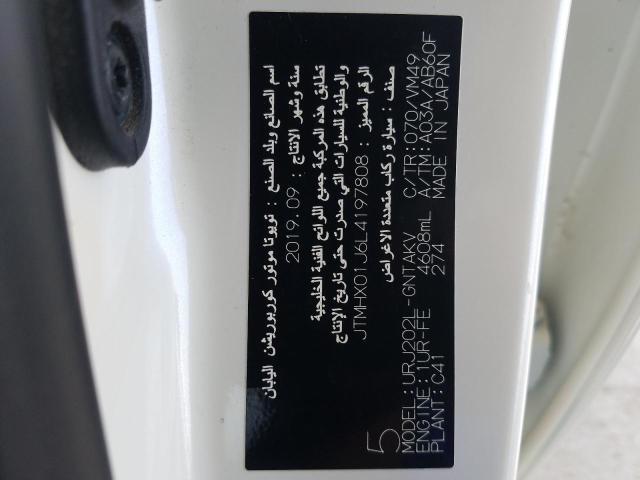 اسم الصانع وبلد الصنع : تويوتا موتور كوربوريشن اليابان
سنة وشهر الانتاج : 2019.09
تطابق هذه المركبة جميع اللوائح الفنية الخليجية
والوطنية للسيارات التي صدرت حتى تاريخ الإنتاج
الرقم المميز : JTMHX01J6L4197808
صنف : سيارة ركاب متعددة الاغراض
5
MODEL:URJ202L-GNTAKV C/TR:070/VM49
ENGINE:1UR-FE 4608mL A/TM:A03A/AB60F
PLANT:C41 274 MADE IN JAPAN